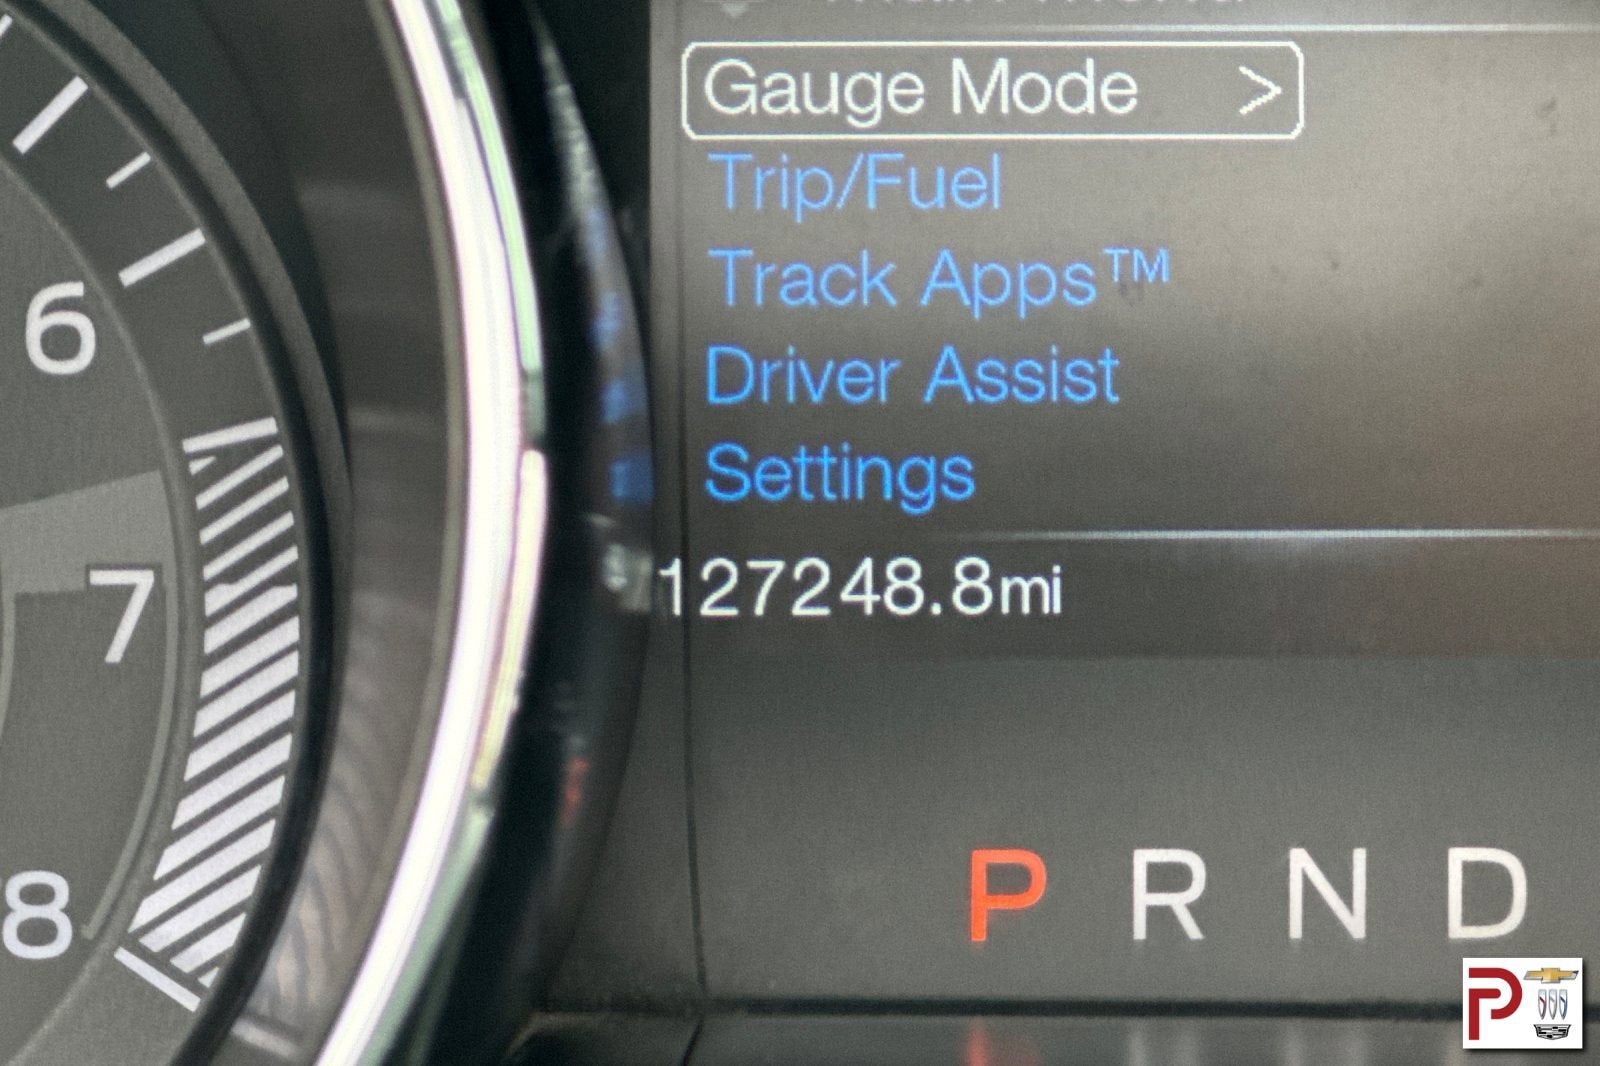 Gauge Mode >
Trip/Fuel
Track Apps™
Driver Assist
Settings
127248.8mi
6
7
8
P R N D
P